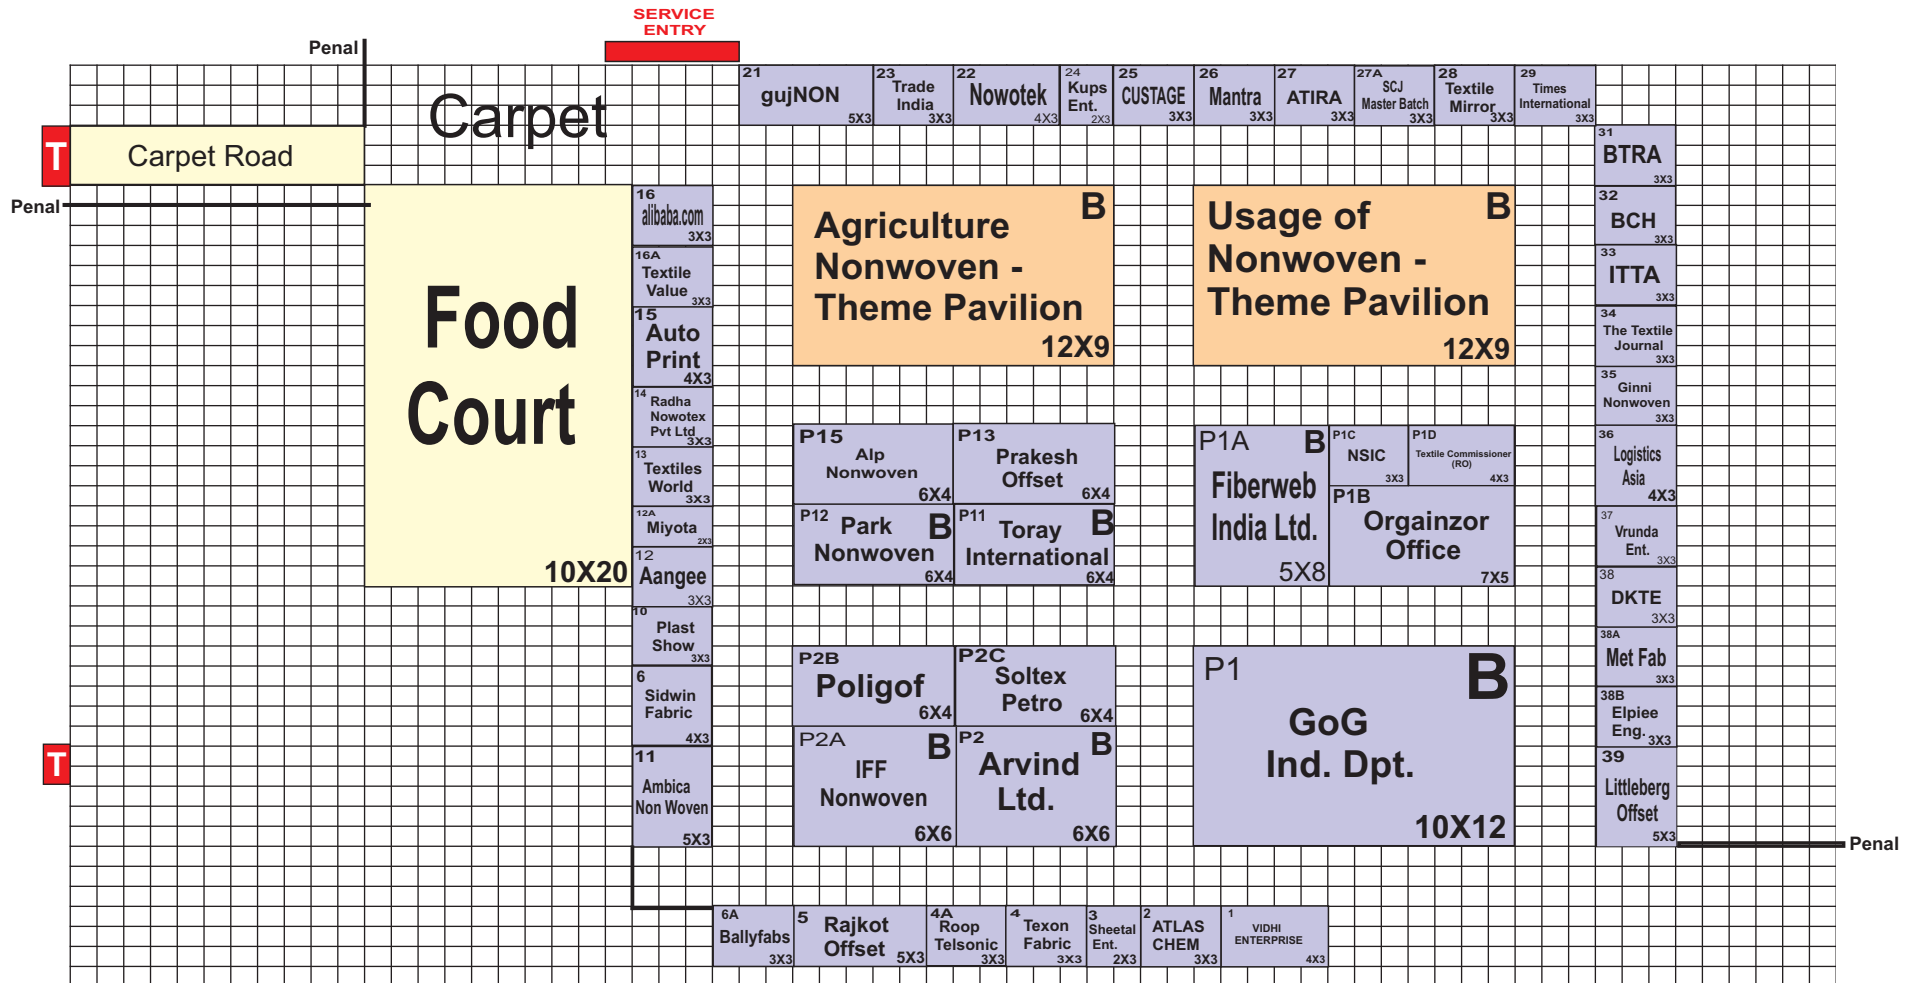 SERVICE
ENTRY
Penal
Carpet
T
Carpet Road
Penal
21
gujNON
5X3
23
Trade
India
3X3
22
Nowotek
4X3
24
Kups
Ent.
2X3
25
CUSTAGE
3X3
26
Mantra
3X3
27
ATIRA
3X3
27A
SCJ
Master Batch
3X3
28
Textile
Mirror
3X3
29
Times
International
3X3
31
BTRA
3X3
32
BCH
3X3
33
ITTA
3X3
34
The Textile
Journal
3X3
35
Ginni
Nonwoven
3X3
36
Logistics
Asia
4X3
37
Vrunda
Ent.
3X3
38
DKTE
3X3
38A
Met Fab
3X3
38B
Elpiee
Eng.
3X3
39
Littleberg
Offset
5X3
Penal
Food
Court
10X20
16
alibaba.com
3X3
16A
Textile
Value
3X3
15
Auto
Print
4X3
14
Radha
Nowotex
Pvt Ltd
3X3
13
Textiles
World
3X3
12A
Miyota
2X3
12
Aangee
3X3
10
Plast
Show
3X3
6
Sidwin
Fabric
4X3
11
Ambica
Non Woven
5X3
T
B
Agriculture
Nonwoven -
Theme Pavilion
12X9
B
Usage of
Nonwoven -
Theme Pavilion
12X9
P15
Alp
Nonwoven
6X4
P13
Prakesh
Offset
6X4
P12
Park
Nonwoven
B
6X4
P11
Toray
International
B
6X4
P1A
B
Fiberweb
India Ltd.
5X8
P1C
NSIC
3X3
P1D
Textile Commissioner
(RO)
4X3
P1B
Orgainzor
Office
7X5
P2B
Poligof
6X4
P2C
Soltex
Petro
6X4
P2A
B
IFF
Nonwoven
6X6
P2
B
Arvind
Ltd.
6X6
P1
B
GoG
Ind. Dpt.
10X12
6A
Ballyfabs
3X3
5
Rajkot
Offset
5X3
4A
Roop
Telsonic
3X3
4
Texon
Fabric
3X3
3
Sheetal
Ent.
2X3
2
ATLAS
CHEM
3X3
1
VIDHI
ENTERPRISE
4X3